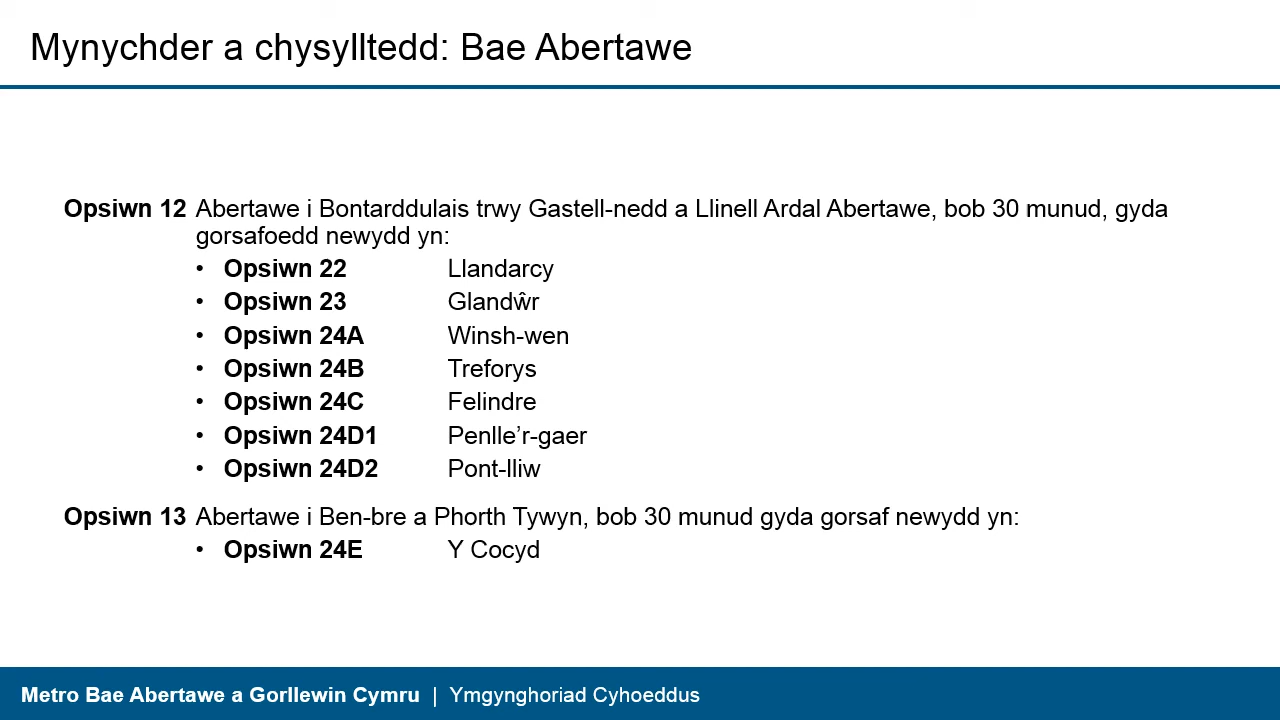 Mynychder a chysylltedd: Bae Abertawe
Opsiwn 12 Abertawe i Bontarddulais trwy Gastell-nedd a Llinell Ardal Abertawe, bob 30 munud, gyda
gorsafoedd newydd yn:
• Opsiwn 22 Llandarcy
• Opsiwn 23 Glandŵr
• Opsiwn 24A Winsh-wen
• Opsiwn 24B Treforys
• Opsiwn 24C Felindre
• Opsiwn 24D1 Penlle’r-gaer
• Opsiwn 24D2 Pont-lliw
Opsiwn 13 Abertawe i Ben-bre a Phorth Tywyn, bob 30 munud gyda gorsaf newydd yn:
• Opsiwn 24E Y Cocyd
Metro Bae Abertawe a Gorllewin Cymru | Ymgynghoriad Cyhoeddus